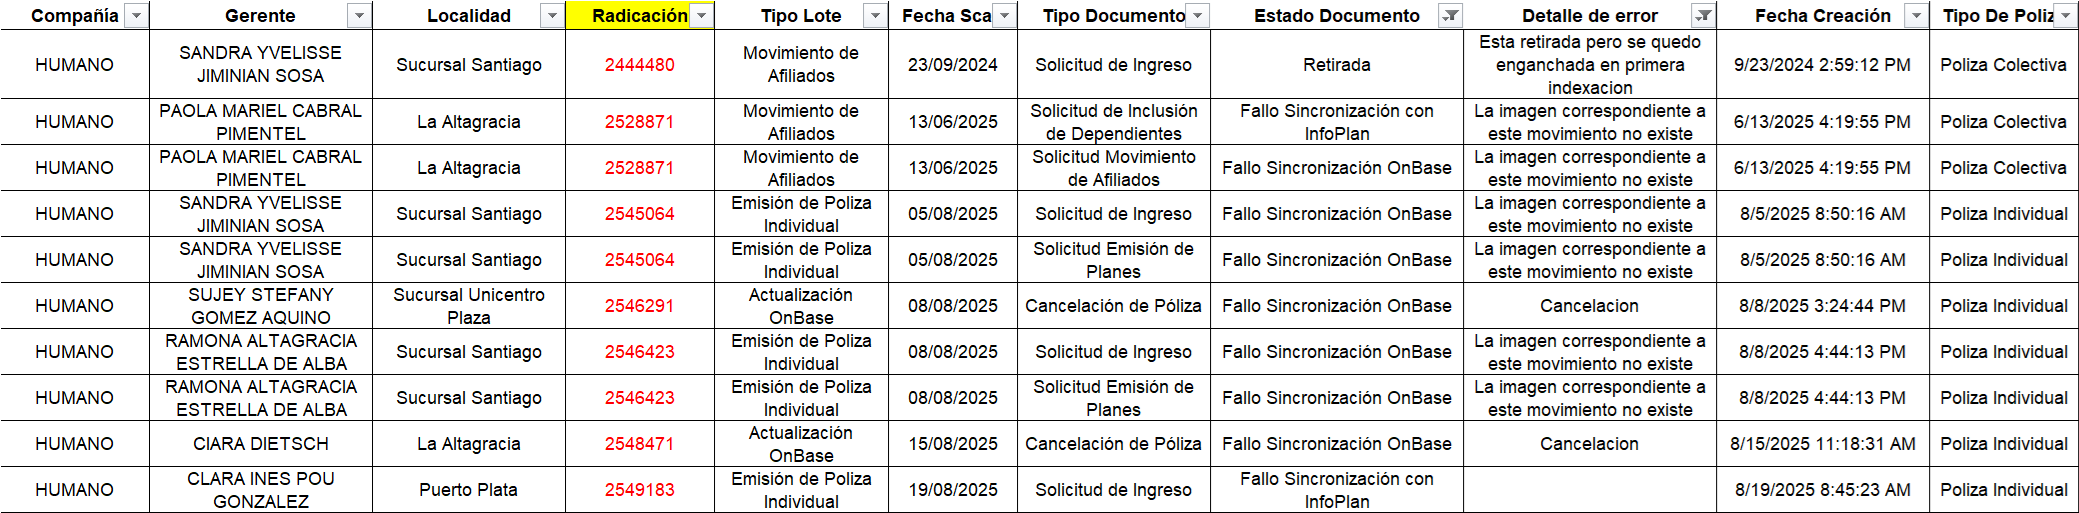 Compañía Gerente Localidad Radicación Tipo Lote Fecha Sca Tipo Documento Estado Documento Detalle de error Fecha Creación Tipo De Poliz
HUMANO SANDRA YVELISSE JIMINIAN SOSA Sucursal Santiago 2444480 Movimiento de Afiliados 23/09/2024 Solicitud de Ingreso Retirada Esta retirada pero se quedo enganchada en primera indexacion 9/23/2024 2:59:12 PM Poliza Colectiva
HUMANO PAOLA MARIEL CABRAL PIMENTEL La Altagracia 2528871 Movimiento de Afiliados 13/06/2025 Solicitud de Inclusión de Dependientes Fallo Sincronización con InfoPlan La imagen correspondiente a este movimiento no existe 6/13/2025 4:19:55 PM Poliza Colectiva
HUMANO PAOLA MARIEL CABRAL PIMENTEL La Altagracia 2528871 Movimiento de Afiliados 13/06/2025 Solicitud Movimiento de Afiliados Fallo Sincronización OnBase La imagen correspondiente a este movimiento no existe 6/13/2025 4:19:55 PM Poliza Colectiva
HUMANO SANDRA YVELISSE JIMINIAN SOSA Sucursal Santiago 2545064 Emisión de Poliza Individual 05/08/2025 Solicitud de Ingreso Fallo Sincronización OnBase La imagen correspondiente a este movimiento no existe 8/5/2025 8:50:16 AM Poliza Individual
HUMANO SANDRA YVELISSE JIMINIAN SOSA Sucursal Santiago 2545064 Emisión de Poliza Individual 05/08/2025 Solicitud Emisión de Planes Fallo Sincronización OnBase La imagen correspondiente a este movimiento no existe 8/5/2025 8:50:16 AM Poliza Individual
HUMANO SUJEY STEFANY GOMEZ AQUINO Sucursal Unicentro Plaza 2546291 Actualización OnBase 08/08/2025 Cancelación de Póliza Fallo Sincronización OnBase Cancelacion 8/8/2025 3:24:44 PM Poliza Individual
HUMANO RAMONA ALTAGRACIA ESTRELLA DE ALBA Sucursal Santiago 2546423 Emisión de Poliza Individual 08/08/2025 Solicitud de Ingreso Fallo Sincronización OnBase La imagen correspondiente a este movimiento no existe 8/8/2025 4:44:13 PM Poliza Individual
HUMANO RAMONA ALTAGRACIA ESTRELLA DE ALBA Sucursal Santiago 2546423 Emisión de Poliza Individual 08/08/2025 Solicitud Emisión de Planes Fallo Sincronización OnBase La imagen correspondiente a este movimiento no existe 8/8/2025 4:44:13 PM Poliza Individual
HUMANO CIARA DIETSCH La Altagracia 2548471 Actualización OnBase 15/08/2025 Cancelación de Póliza Fallo Sincronización OnBase Cancelacion 8/15/2025 11:18:31 AM Poliza Individual
HUMANO CLARA INES POU GONZALEZ Puerto Plata 2549183 Emisión de Poliza Individual 19/08/2025 Solicitud de Ingreso Fallo Sincronización con InfoPlan 8/19/2025 8:45:23 AM Poliza Individual